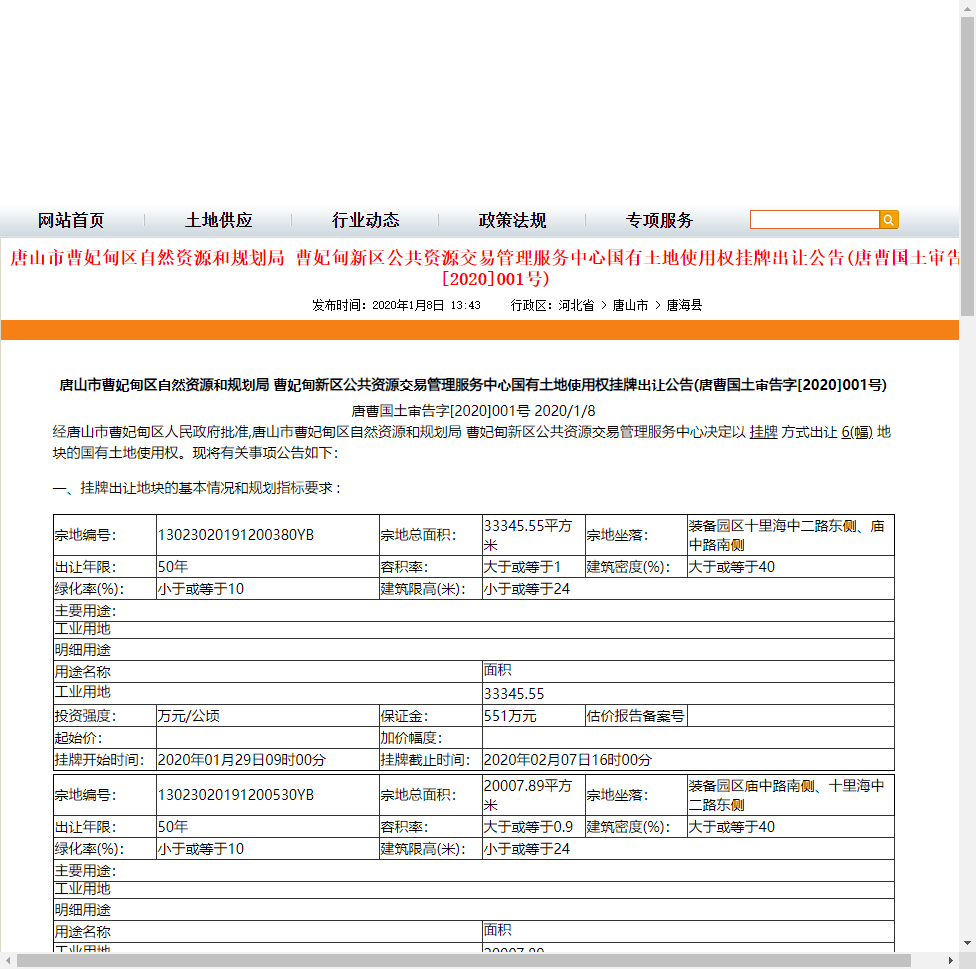 网站首页 土地供应 行业动态 政策法规 专项服务
唐山市曹妃甸区自然资源和规划局 曹妃甸新区公共资源交易管理服务中心国有土地使用权挂牌出让公告(唐曹国土审告
[2020]001号)
发布时间：2020年1月8日 13:43 行政区：河北省 > 唐山市 > 唐海县
唐山市曹妃甸区自然资源和规划局 曹妃甸新区公共资源交易管理服务中心国有土地使用权挂牌出让公告(唐曹国土审告字[2020]001号)
唐曹国土审告字[2020]001号 2020/1/8
经唐山市曹妃甸区人民政府批准,唐山市曹妃甸区自然资源和规划局 曹妃甸新区公共资源交易管理服务中心决定以 挂牌 方式出让 6(幅) 地
块的国有土地使用权。现将有关事项公告如下：
一、挂牌出让地块的基本情况和规划指标要求：
宗地编号： 13023020191200380YB 宗地总面积： 33345.55平方米 宗地坐落： 装备园区十里海中二路东侧、庙中路南侧
出让年限： 50年 容积率： 大于或等于1 建筑密度(%)： 大于或等于40
绿化率(%)： 小于或等于10 建筑限高(米)： 小于或等于24
主要用途：
工业用地
明细用途
用途名称 面积
工业用地 33345.55
投资强度： 万元/公顷 保证金： 551万元 估价报告备案号
起始价： 加价幅度：
挂牌开始时间： 2020年01月29日09时00分 挂牌截止时间： 2020年02月07日16时00分
宗地编号： 13023020191200530YB 宗地总面积： 20007.89平方米 宗地坐落： 装备园区庙中路南侧、十里海中二路东侧
出让年限： 50年 容积率： 大于或等于0.9 建筑密度(%)： 大于或等于40
绿化率(%)： 小于或等于10 建筑限高(米)： 小于或等于24
主要用途：
工业用地
明细用途
用途名称 面积
工业用地 20007.89